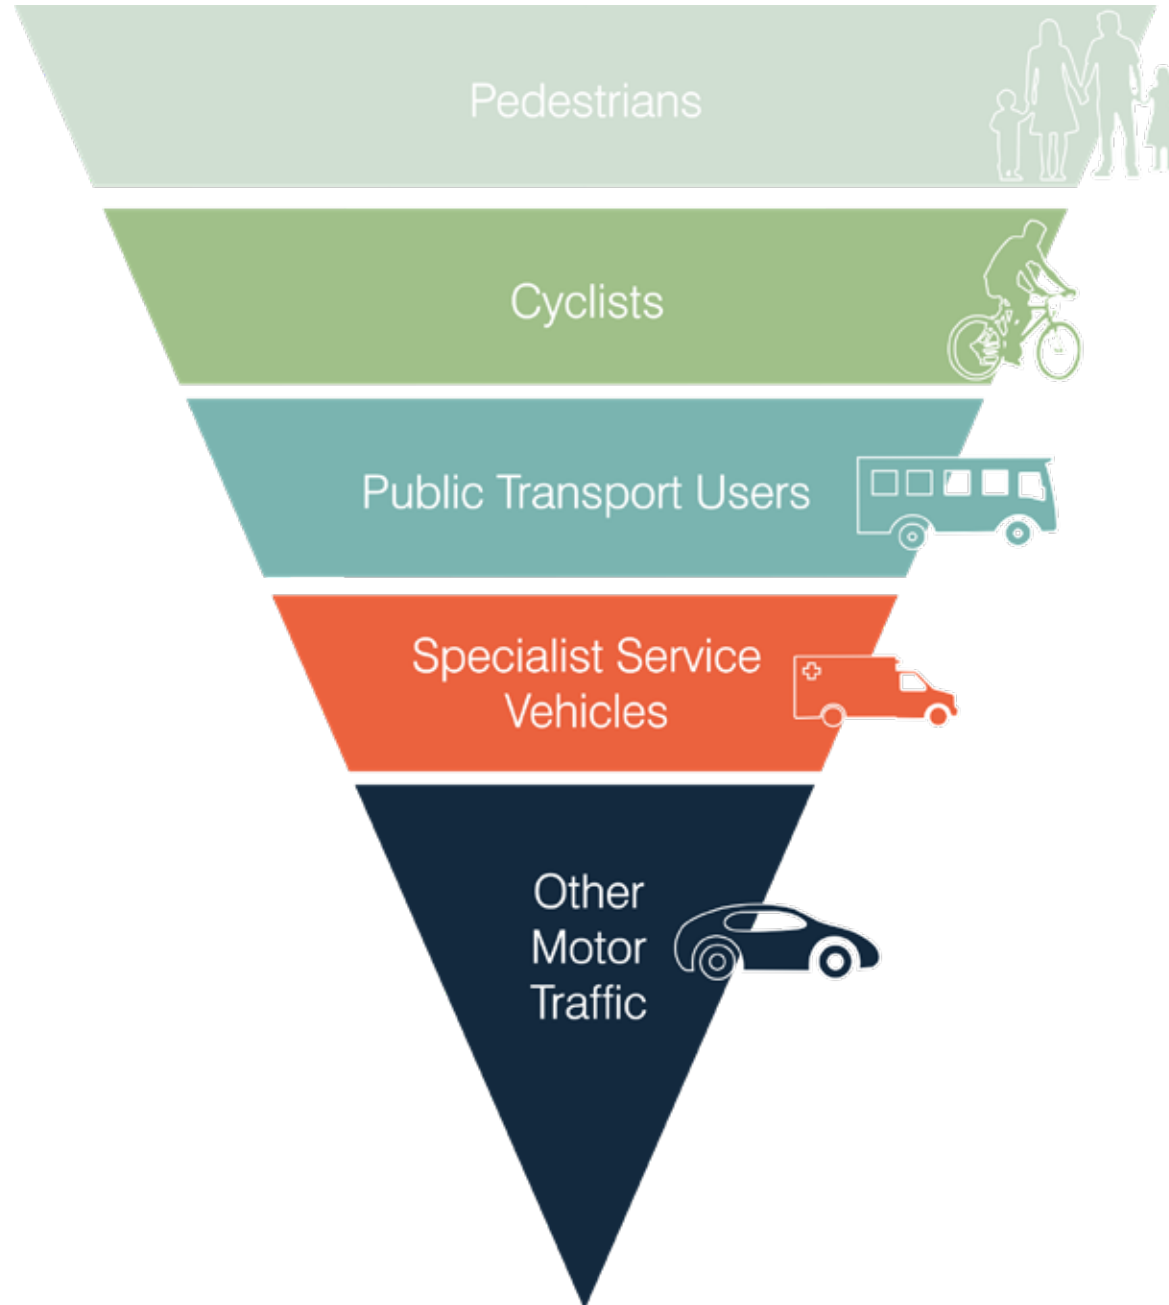 Pedestrians
Cyclists
Public Transport Users
Specialist Service
Vehicles
Other
Motor
Traffic